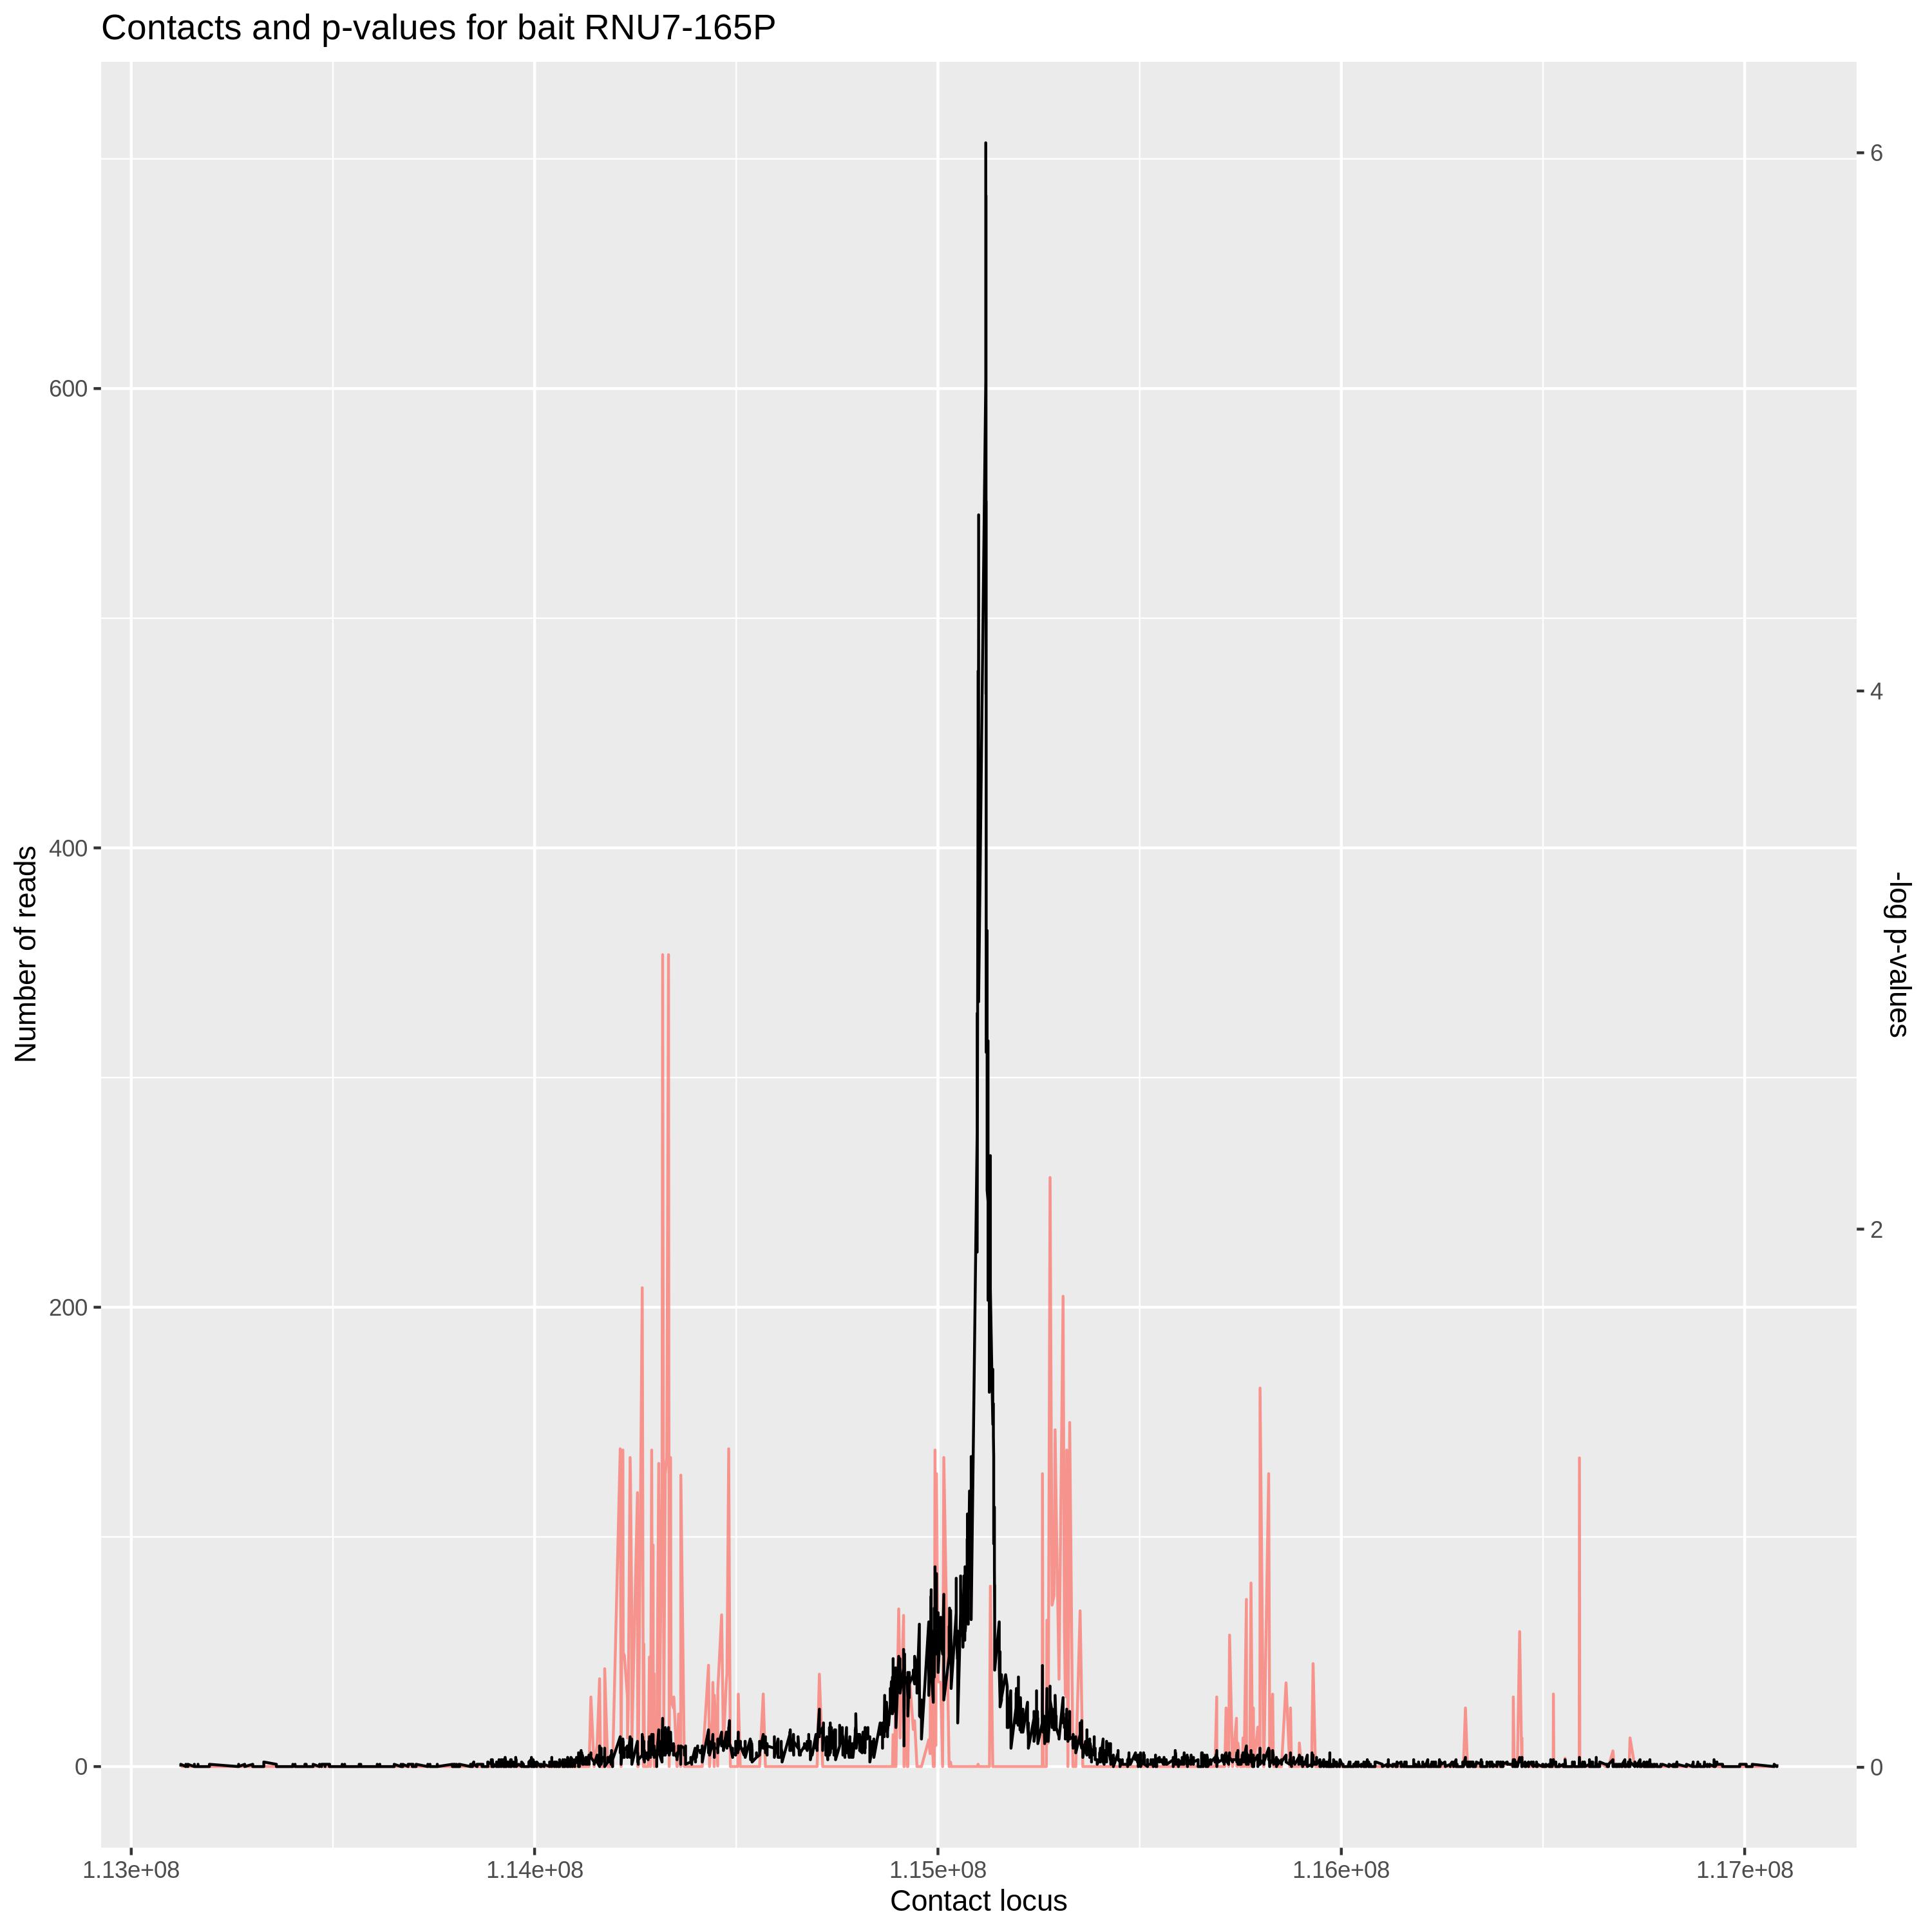 Contacts and p-values for bait RNU7-165P
6
600
4
400
Number of reads
-log p-values
2
200
0
0
1.13e+08
1.14e+08
1.15e+08
1.16e+08
1.17e+08
Contact locus